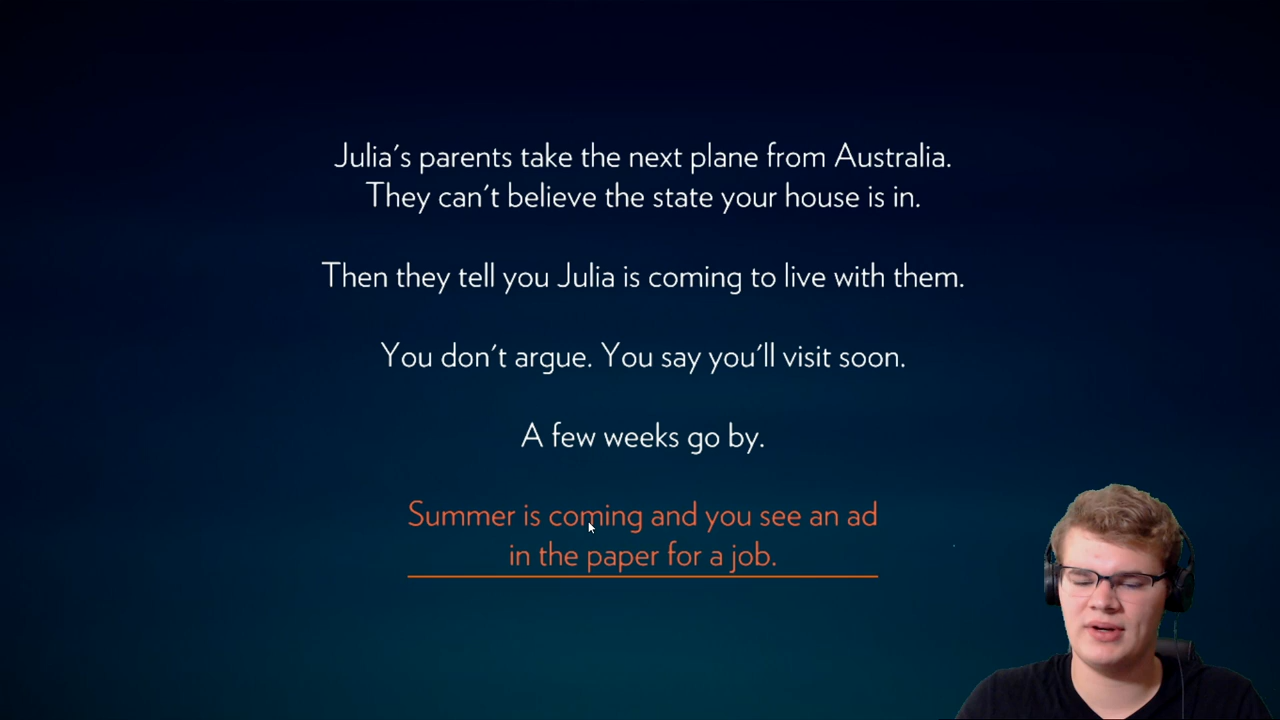 Julia's parents take the next plane from Australia.
They can't believe the state your house is in.
Then they tell you Julia is coming to live with them.
You don't argue. You say you'll visit soon.
A few weeks go by.
Summer is coming and you see an ad
in the paper for a job.